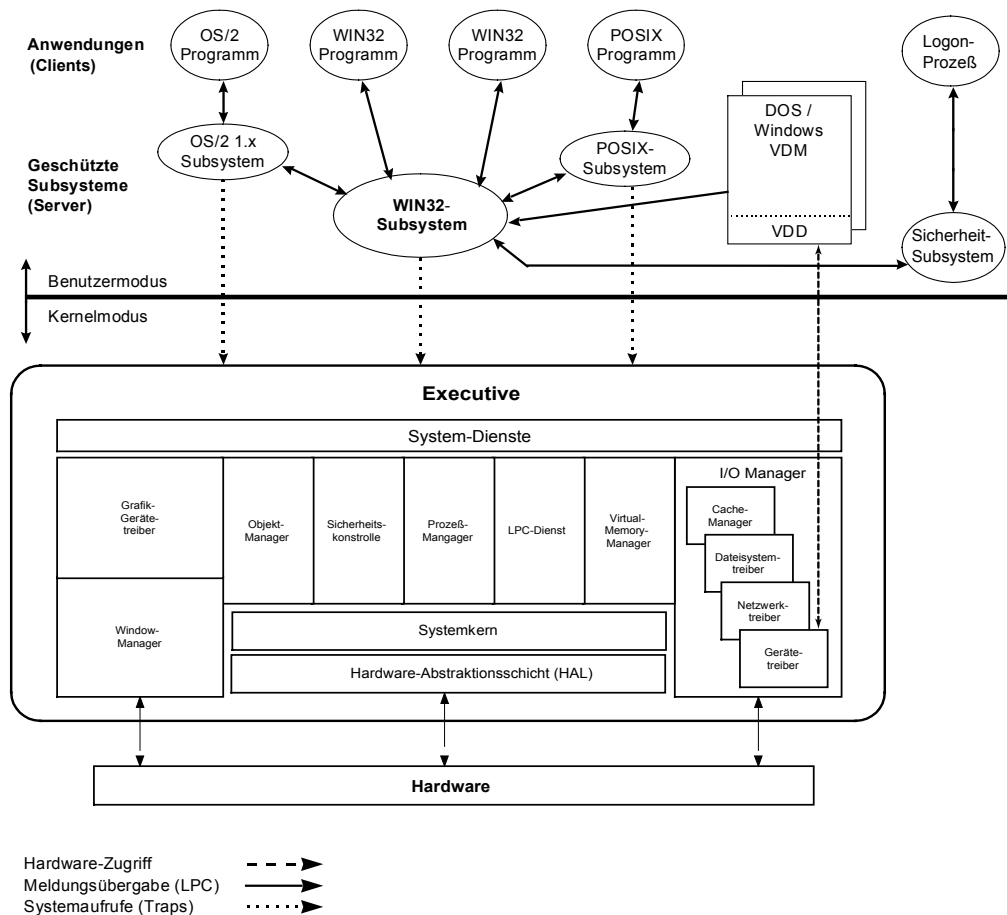 Anwendungen
(Clients)
OS/2
Programm
WIN32
Programm
WIN32
Programm
POSIX
Programm
Logon-
Prozeß
Geschützte
Subsysteme
(Server)
OS/2 1.x
Subsystem
WIN32-
Subsystem
POSIX-
Subsystem
DOS /
Windows
VDM
VDD
Sicherheit-
Subsystem
Benutzermodus
Kernelmodus
Executive
System-Dienste
Grafik-
Geräte-
treiber
Window-
Manager
Objekt-
Manager
Sicherheits-
konstrolle
Prozeß-
Mangager
LPC-Dienst
Virtual-
Memory-
Manager
I/O Manager
Cache-
Manager
Dateisystem-
treiber
Netzwerk-
treiber
Geräte-
treiber
Systemkern
Hardware-Abstraktionsschicht (HAL)
Hardware
Hardware-Zugriff
Meldungsübergabe (LPC)
Systemaufrufe (Traps)